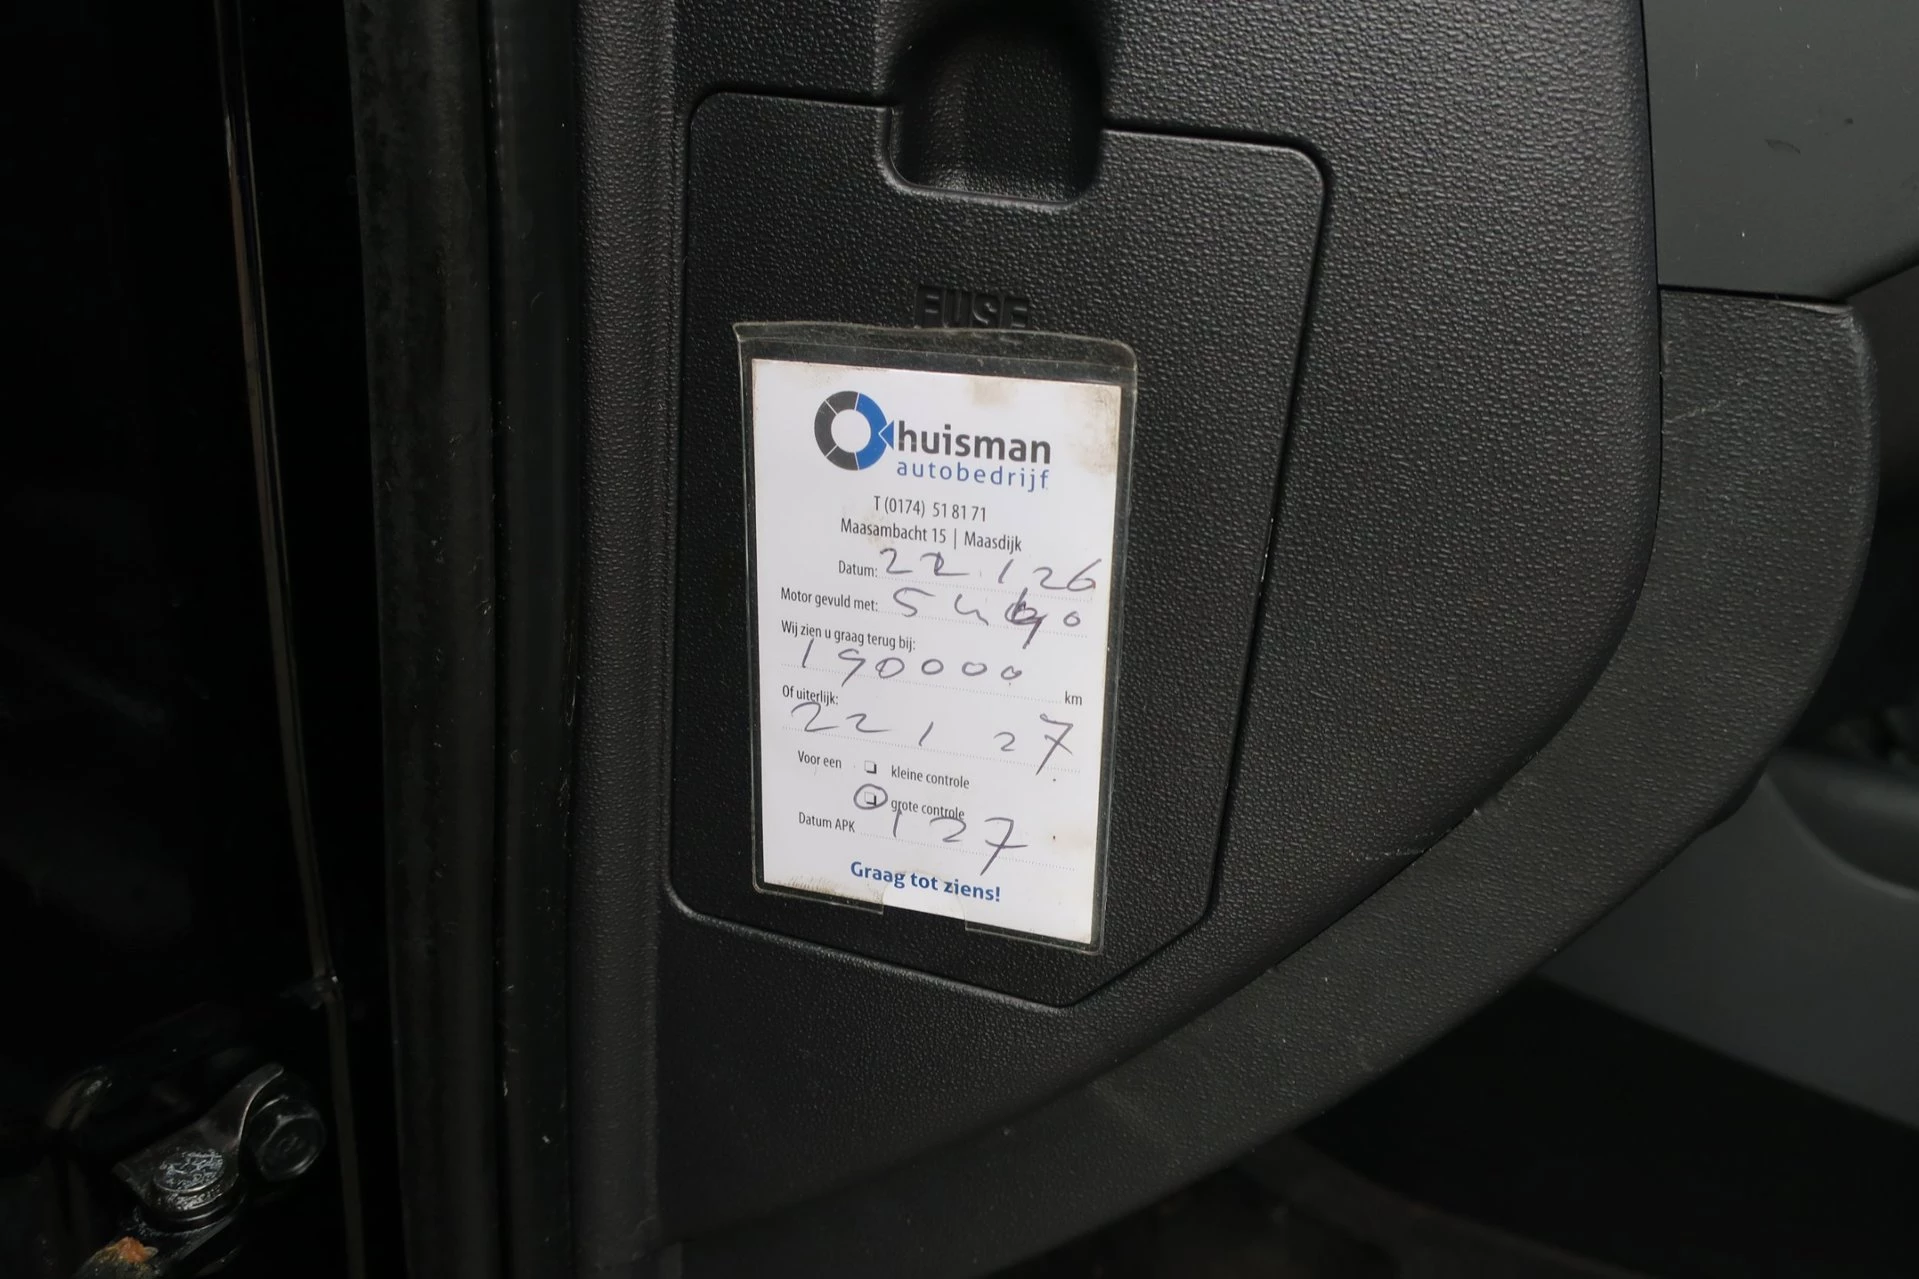 FUSE
huisman
autobedrijf
T (0174) 51 81 71
Maasambacht 15 | Maasdijk
Datum: 22.1 26
Motor gevuld met: 5
Wij zien u graag terug bij:
190000 km
Of uiterlijk:
22 1 27
Voor een kleine controle
grote controle
Datum APK 1 27
Graag tot ziens!